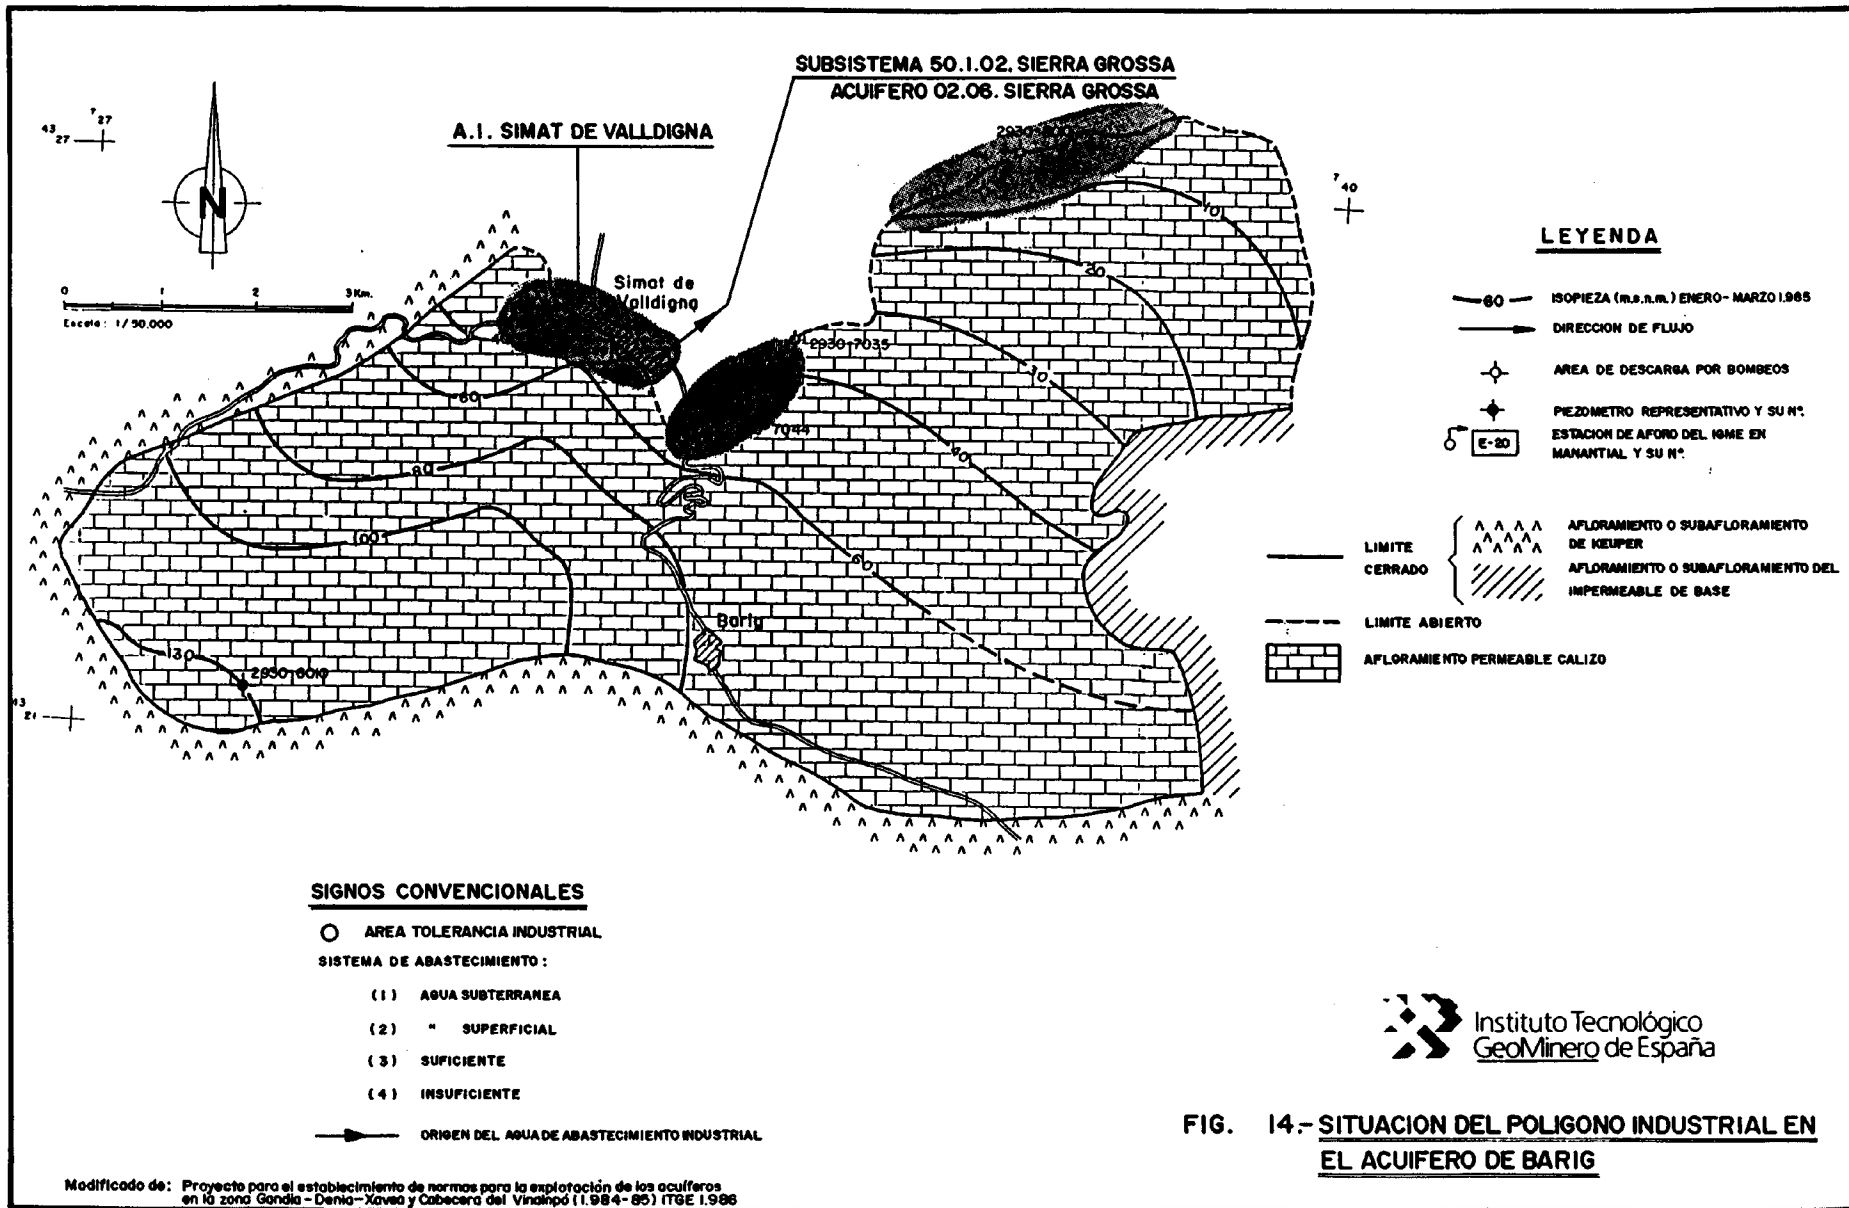 SUBSISTEMA 50.1.02. SIERRA GROSSA
ACUIFERO 02.06. SIERRA GROSSA
A.I. SIMAT DE VALLDIGNA
43 27
7 27
N
0 1 2 3 Km.
Escala: 1/50.000
Simat de
Valldigna
7 40
10
20
30
40
60
60
80
100
130
2930-7035
7044
2930-6010
Barig
21
LEYENDA
60 ISOPIEZA (m.s.n.m.) ENERO-MARZO 1.985
DIRECCION DE FLUJO
AREA DE DESCARGA POR BOMBEOS
PIEZOMETRO REPRESENTATIVO Y SU Nº.
E-20 ESTACION DE AFORO DEL IGME EN
MANANTIAL Y SU Nº.
LIMITE
CERRADO
AFLORAMIENTO O SUBAFLORAMIENTO
DE KEUPER
AFLORAMIENTO O SUBAFLORAMIENTO DEL
IMPERMEABLE DE BASE
LIMITE ABIERTO
AFLORAMIENTO PERMEABLE CALIZO
SIGNOS CONVENCIONALES
AREA TOLERANCIA INDUSTRIAL
SISTEMA DE ABASTECIMIENTO :
(1) AGUA SUBTERRANEA
(2) " SUPERFICIAL
(3) SUFICIENTE
(4) INSUFICIENTE
ORIGEN DEL AGUA DE ABASTECIMIENTO INDUSTRIAL
Instituto Tecnológico
GeoMinero de España
FIG. 14.- SITUACION DEL POLIGONO INDUSTRIAL EN
EL ACUIFERO DE BARIG
Modificado de: Proyecto para el establecimiento de normas para la explotación de los acuíferos
en la zona Gandia-Denia-Xavea y Cabecera del Vinalopó (1.984-85) ITGE 1.986